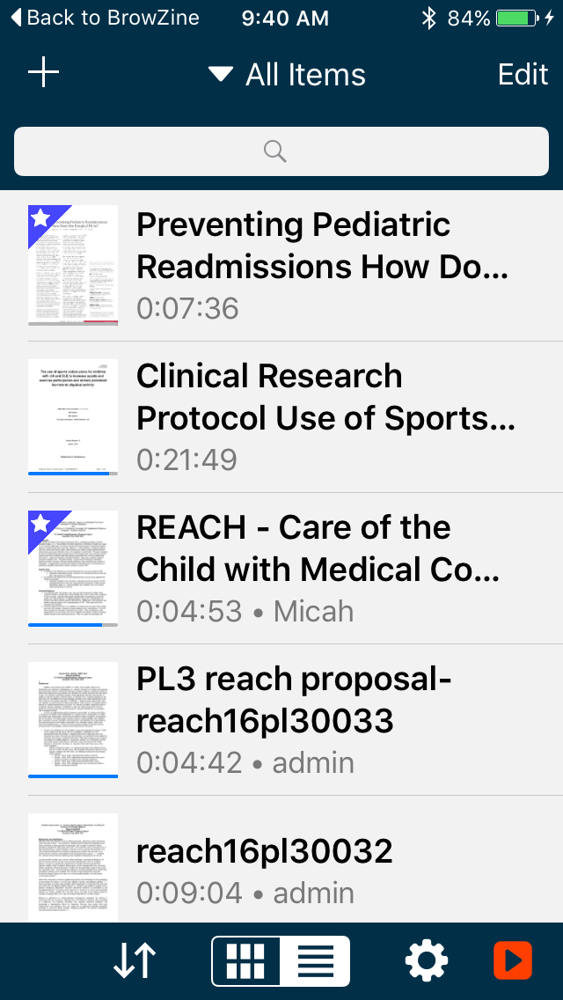 Back to BrowZine 9:40 AM 84%
All Items Edit
Preventing Pediatric
Readmissions How Do...
0:07:36
Clinical Research
Protocol Use of Sports...
0:21:49
REACH - Care of the
Child with Medical Co...
0:04:53 • Micah
PL3 reach proposal-
reach16pl30033
0:04:42 • admin
reach16pl30032
0:09:04 • admin